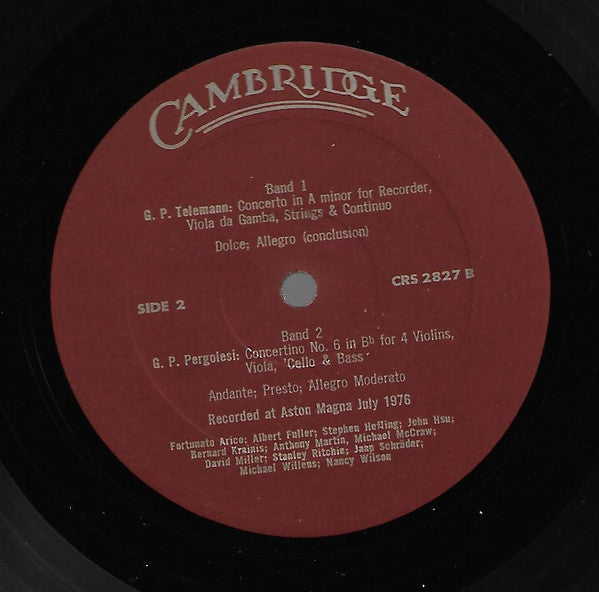 CAMBRIDGE
Band 1
G. P. Telemann: Concerto in A minor for Recorder,
Viola da Gamba, Strings & Continuo
Dolce; Allegro (conclusion)
SIDE 2
CRS 2827 B
Band 2
G. P. Pergolesi: Concertino No. 6 in B♭ for 4 Violins,
Viola, 'Cello & Bass
Andante; Presto; Allegro Moderato
Recorded at Aston Magna July 1976
Fortunato Arico; Albert Fuller; Stephen Hefling; John Hsu;
Bernard Krainis; Anthony Martin, Michael McCraw;
David Miller; Stanley Ritchie; Jaap Schröder;
Michael Willens; Nancy Wilson